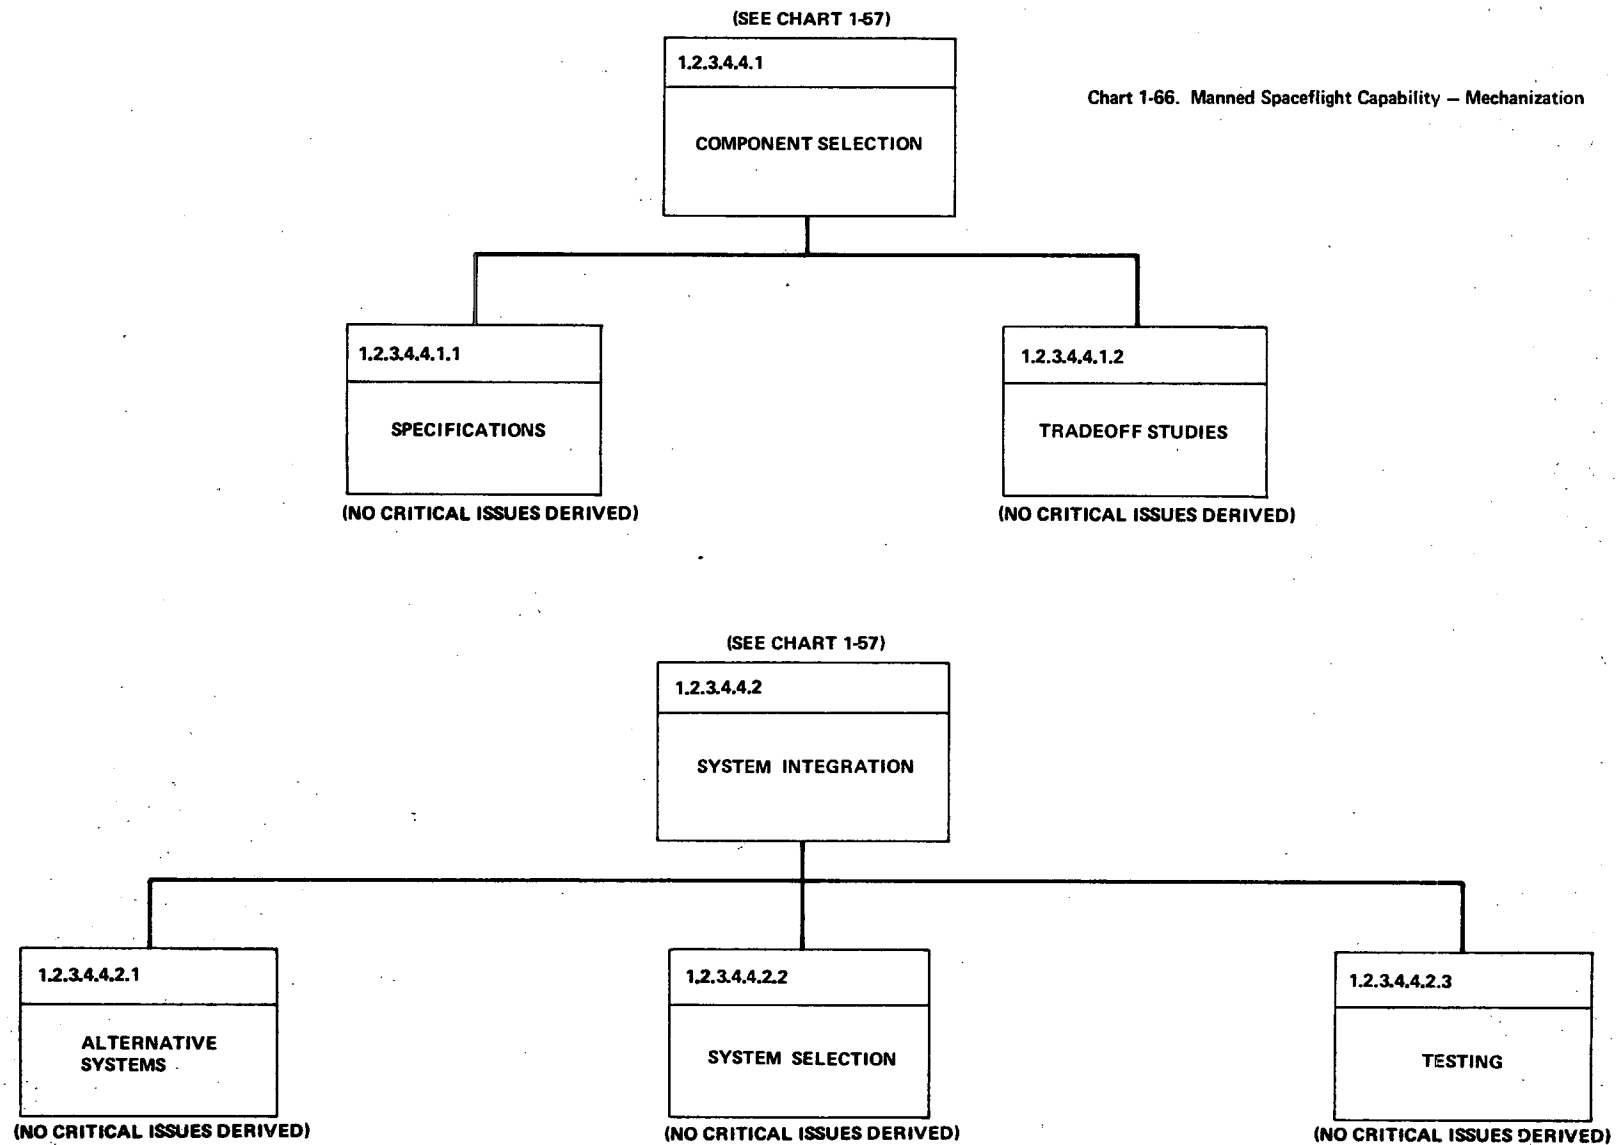 (SEE CHART 1-57)
1.2.3.4.4.1
Chart 1-66. Manned Spaceflight Capability – Mechanization
COMPONENT SELECTION
1.2.3.4.4.1.1
1.2.3.4.4.1.2
SPECIFICATIONS
TRADEOFF STUDIES
(NO CRITICAL ISSUES DERIVED)
(NO CRITICAL ISSUES DERIVED)
(SEE CHART 1-57)
1.2.3.4.4.2
SYSTEM INTEGRATION
1.2.3.4.4.2.1
1.2.3.4.4.2.2
1.2.3.4.4.2.3
ALTERNATIVE
SYSTEMS
SYSTEM SELECTION
TESTING
(NO CRITICAL ISSUES DERIVED)
(NO CRITICAL ISSUES DERIVED)
(NO CRITICAL ISSUES DERIVED)